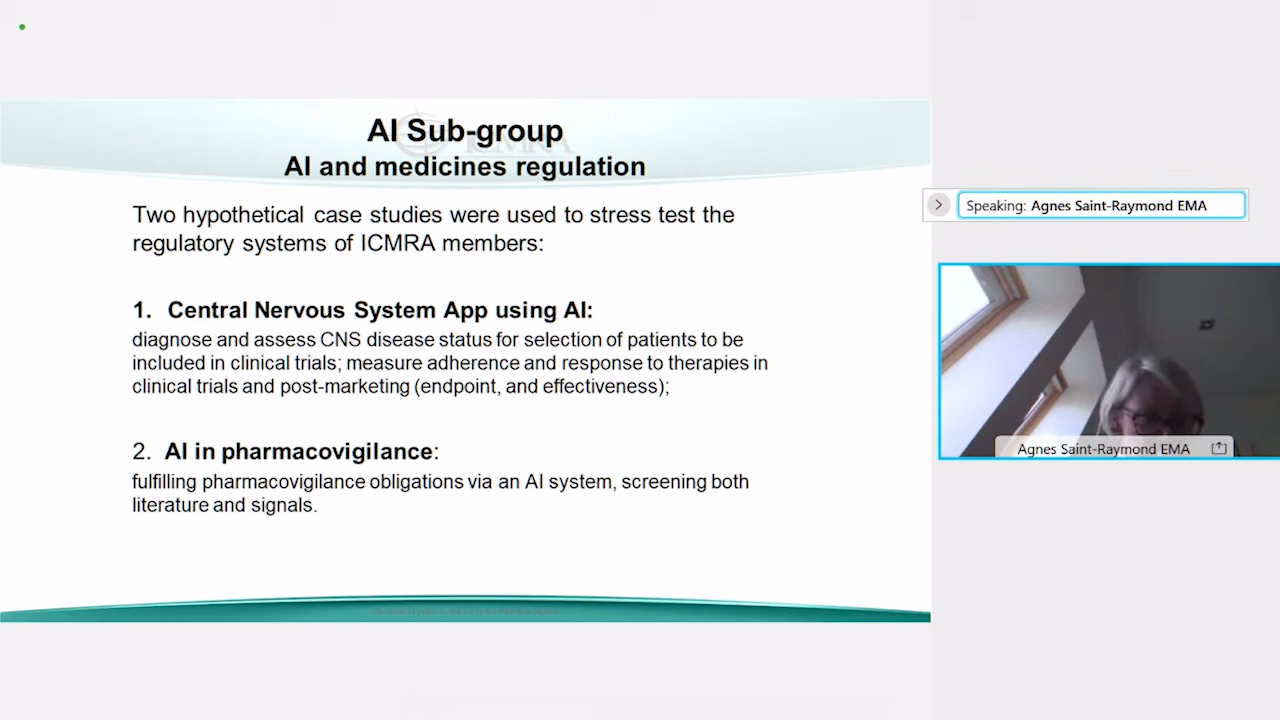 AI Sub-group
AI and medicines regulation
Two hypothetical case studies were used to stress test the
regulatory systems of ICMRA members:
1. Central Nervous System App using AI:
diagnose and assess CNS disease status for selection of patients to be
included in clinical trials; measure adherence and response to therapies in
clinical trials and post-marketing (endpoint, and effectiveness);
2. AI in pharmacovigilance:
fulfilling pharmacovigilance obligations via an AI system, screening both
literature and signals.
Speaking: Agnes Saint-Raymond EMA
Agnes Saint-Raymond EMA